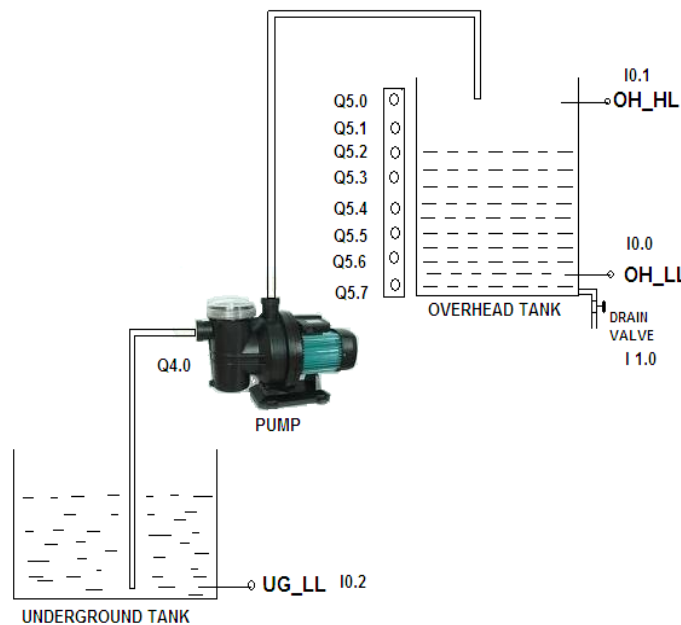 I0.1
OH_HL
Q5.0
Q5.1
Q5.2
Q5.3
Q5.4
Q5.5
Q5.6
Q5.7
I0.0
OH_LL
OVERHEAD TANK
DRAIN
VALVE
I 1.0
Q4.0
PUMP
UG_LL I0.2
UNDERGROUND TANK